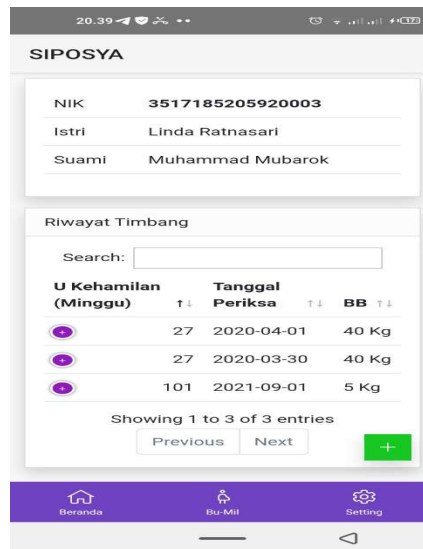 20.39
SIPOSYA
NIK 3517185205920003
Istri Linda Ratnasari
Suami Muhammad Mubarok
Riwayat Timbang
Search:
U Kehamilan (Minggu) Tanggal Periksa BB
27 2020-04-01 40 Kg
27 2020-03-30 40 Kg
101 2021-09-01 5 Kg
Showing 1 to 3 of 3 entries
Previous Next
+
Beranda Bu-Mil Setting